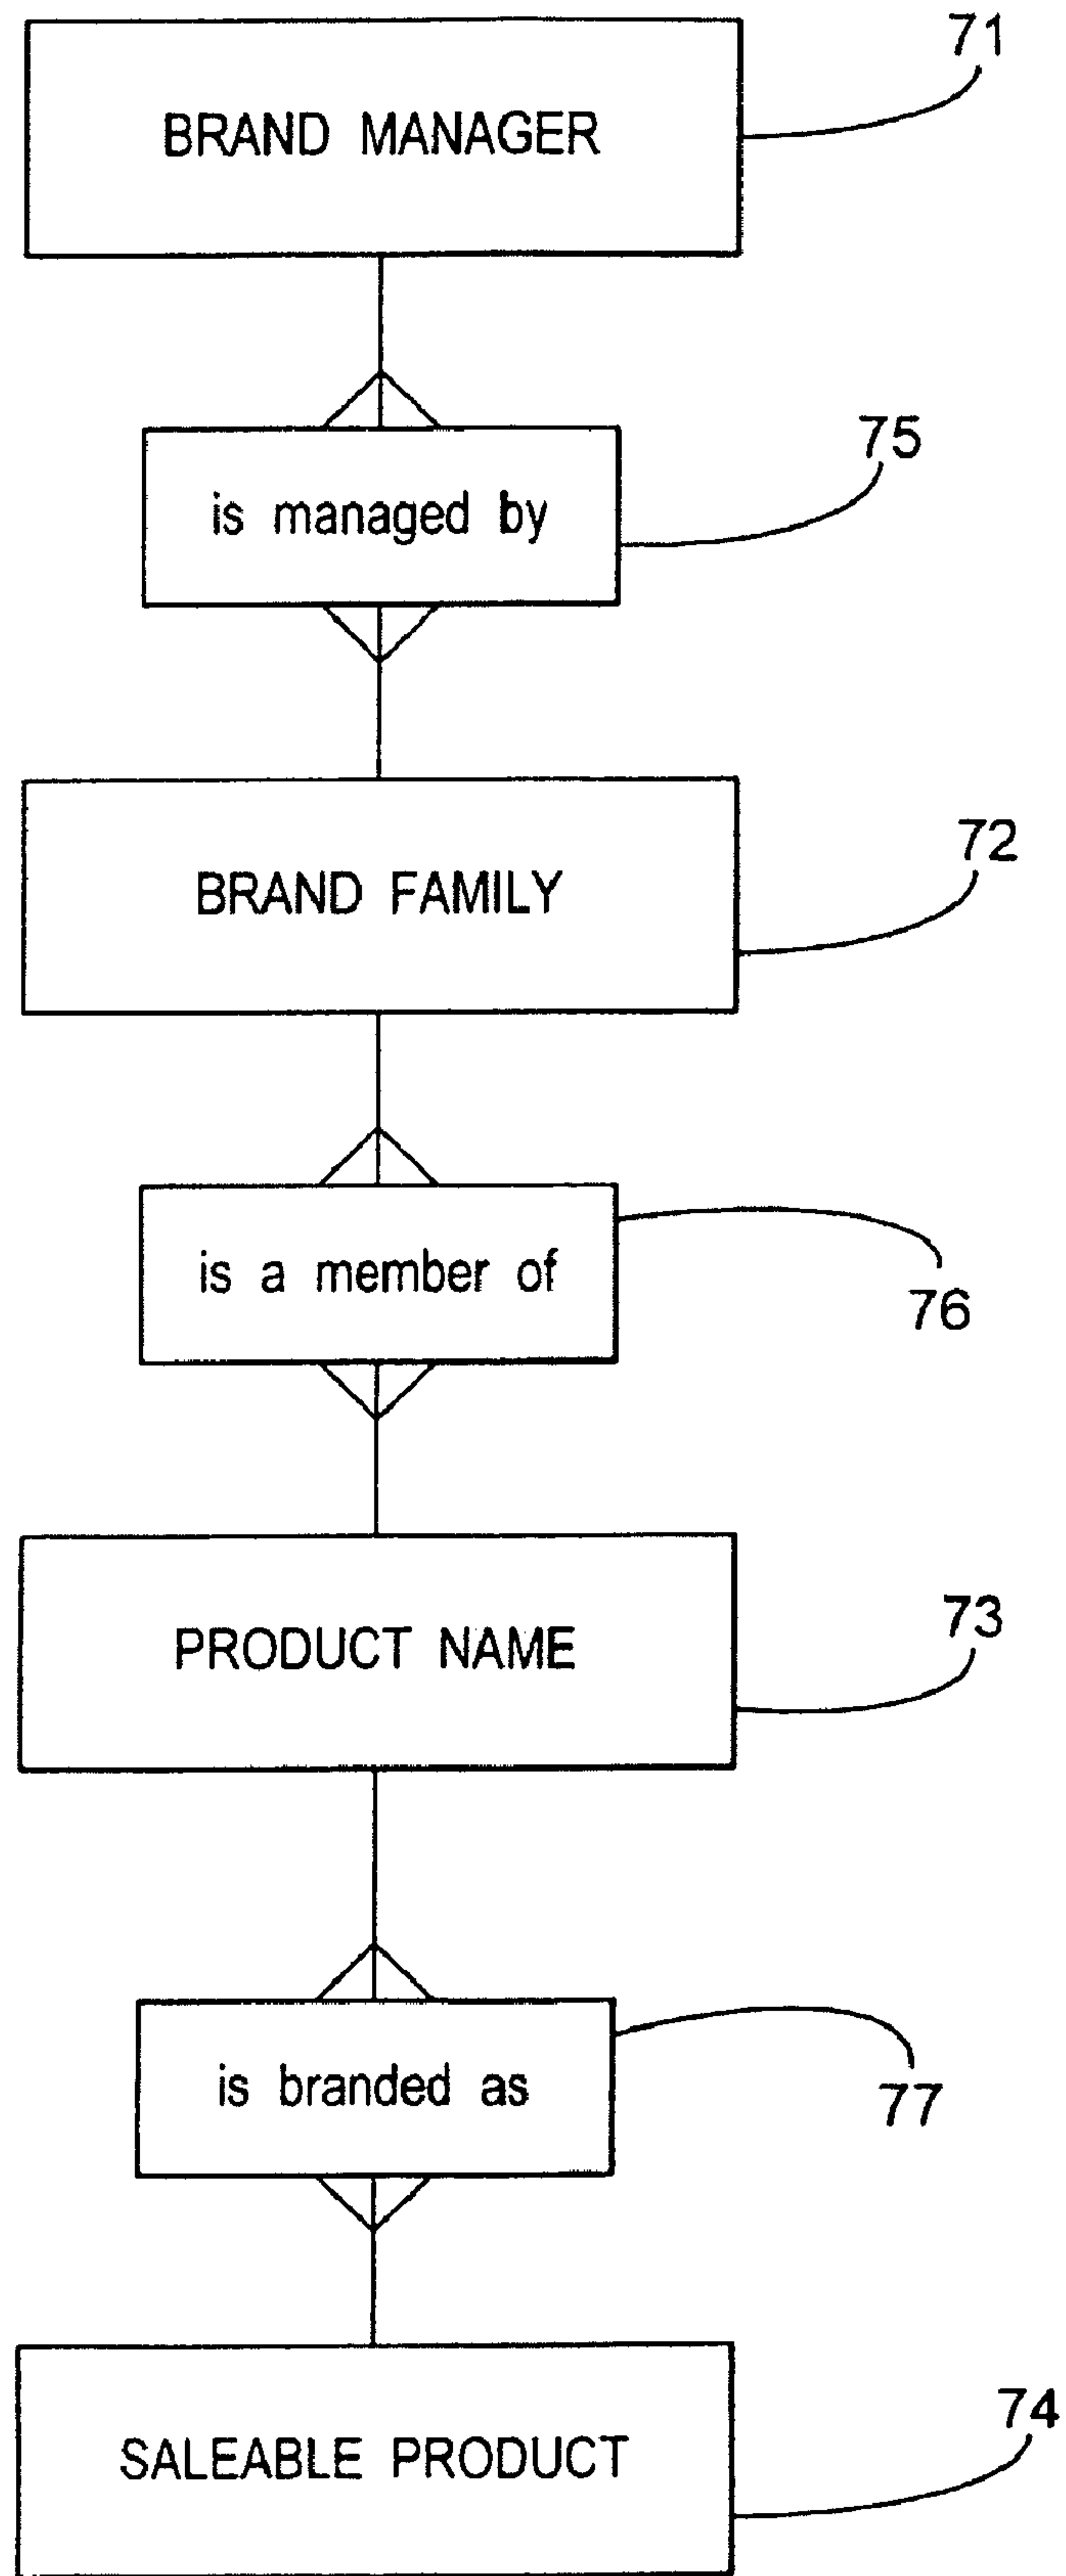 71
BRAND MANAGER
75
is managed by
72
BRAND FAMILY
is a member of
76
73
PRODUCT NAME
is branded as
77
74
SALEABLE PRODUCT